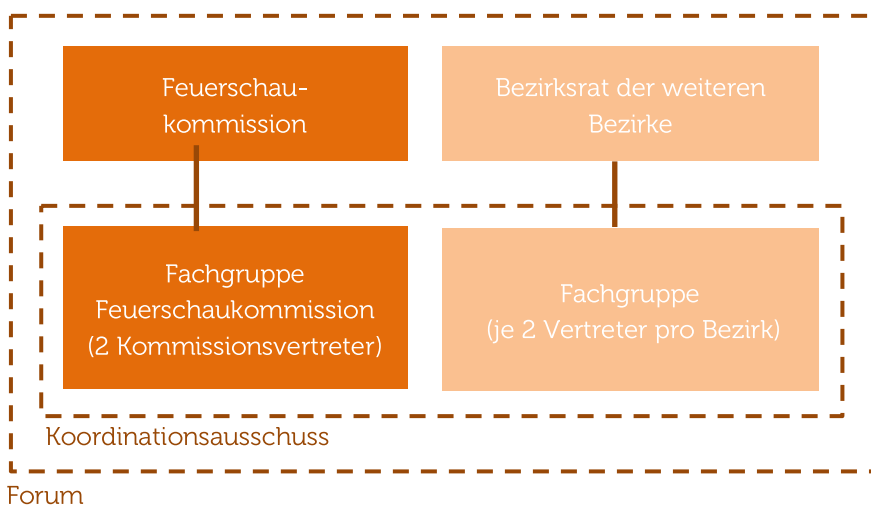 Feuerschau-
kommission
Bezirksrat der weiteren
Bezirke
Fachgruppe
Feuerschaukommission
(2 Kommissionsvertreter)
Fachgruppe
(je 2 Vertreter pro Bezirk)
Koordinationsausschuss
Forum